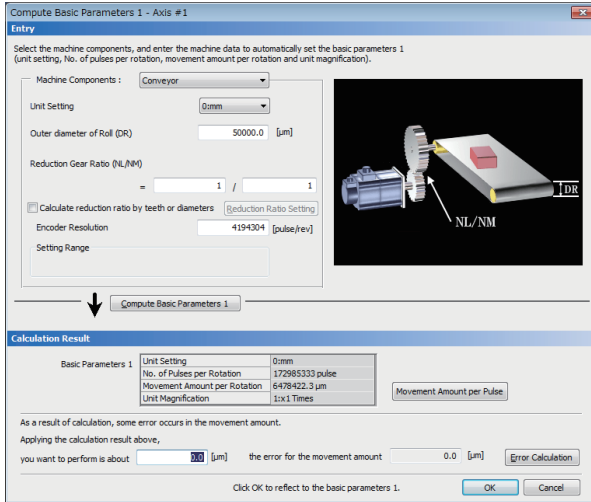 Compute Basic Parameters 1 - Axis #1
Entry
Select the machine components, and enter the machine data to automatically set the basic parameters 1
(unit setting, No. of pulses per rotation, movement amount per rotation and unit magnification).
Machine Components : Conveyor
Unit Setting 0:mm
Outer diameter of Roll (DR) 50000.0 [μm]
Reduction Gear Ratio (NL/NM)
= 1 / 1
Calculate reduction ratio by teeth or diameters Reduction Ratio Setting
Encoder Resolution 4194304 [pulse/rev]
Setting Range
DR
NL/NM
Compute Basic Parameters 1
Calculation Result
Basic Parameters 1
Unit Setting 0:mm
No. of Pulses per Rotation 172985333 pulse
Movement Amount per Rotation 6478422.3 μm
Unit Magnification 1:x1 Times
Movement Amount per Pulse
As a result of calculation, some error occurs in the movement amount.
Applying the calculation result above,
you want to perform is about 0.0 [μm] the error for the movement amount 0.0 [μm] Error Calculation
Click OK to reflect to the basic parameters 1. OK Cancel